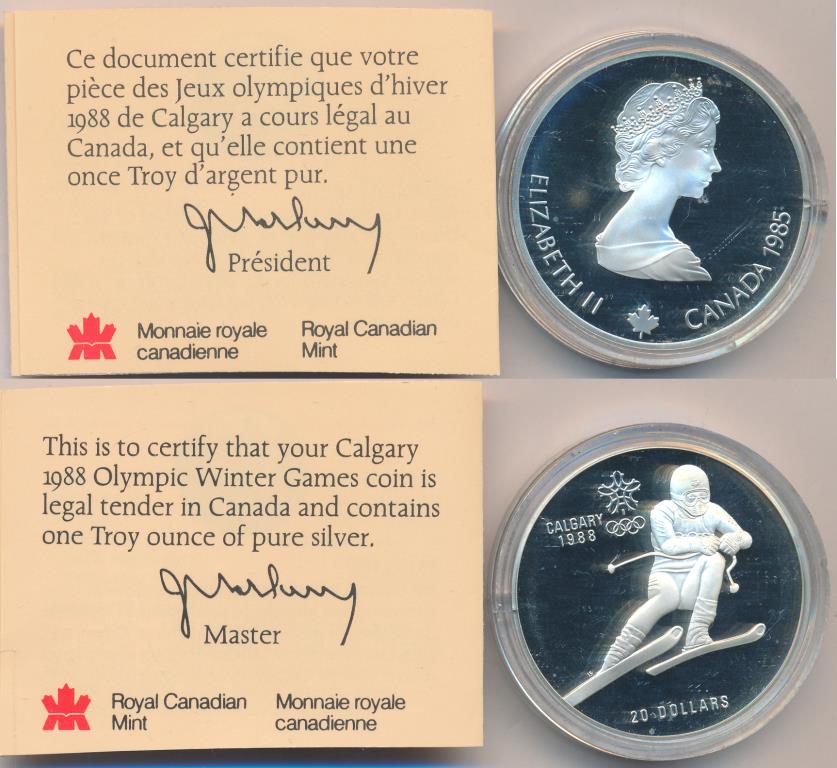 Ce document certifie que votre
pièce des Jeux olympiques d'hiver
1988 de Calgary a cours légal au
Canada, et qu'elle contient une
once Troy d'argent pur.
Président
Monnaie royale
canadienne
Royal Canadian
Mint
ELIZABETH II
CANADA 1985
This is to certify that your Calgary
1988 Olympic Winter Games coin is
legal tender in Canada and contains
one Troy ounce of pure silver.
Master
Royal Canadian
Mint
Monnaie royale
canadienne
CALGARY
1988
20 DOLLARS